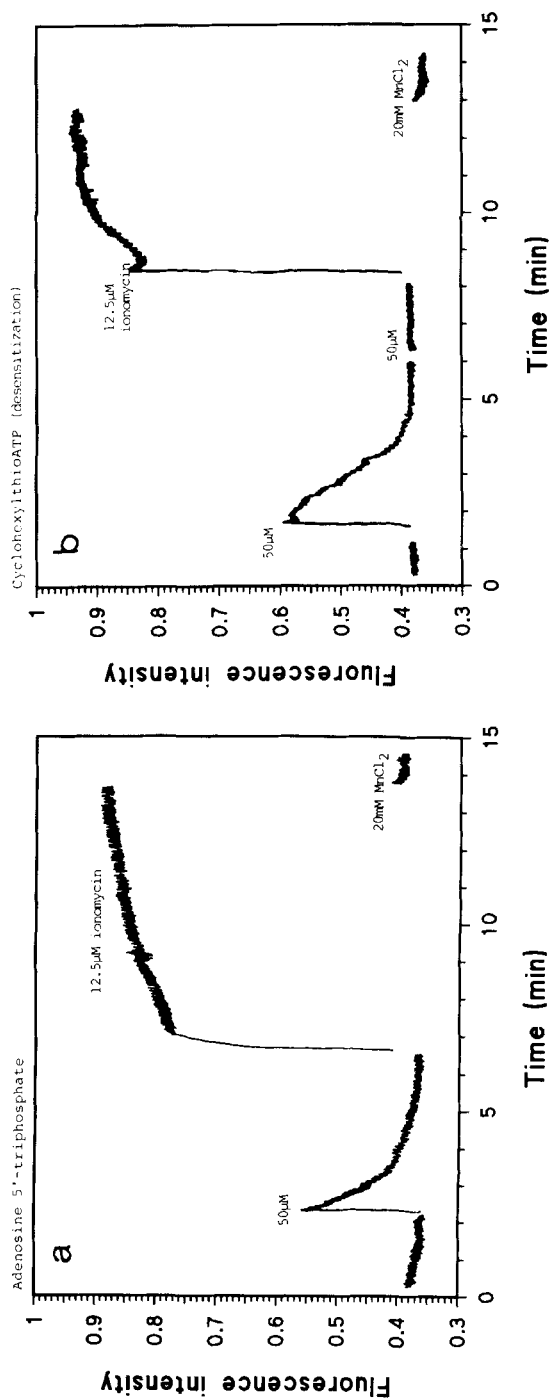 Adenosine 5'-triphosphate
a
Fluorescence intensity
1
0.9
0.8
0.7
0.6
0.5
0.4
0.3
50µM
12.5µM ionomycin
20mM MnCl2
0
5
10
15
Time (min)
Cyclohexylthio ATP (desensitization)
b
Fluorescence intensity
1
0.9
0.8
0.7
0.6
0.5
0.4
0.3
50µM
50µM
12.5µM
ionomycin
20mM MnCl2
0
5
10
15
Time (min)